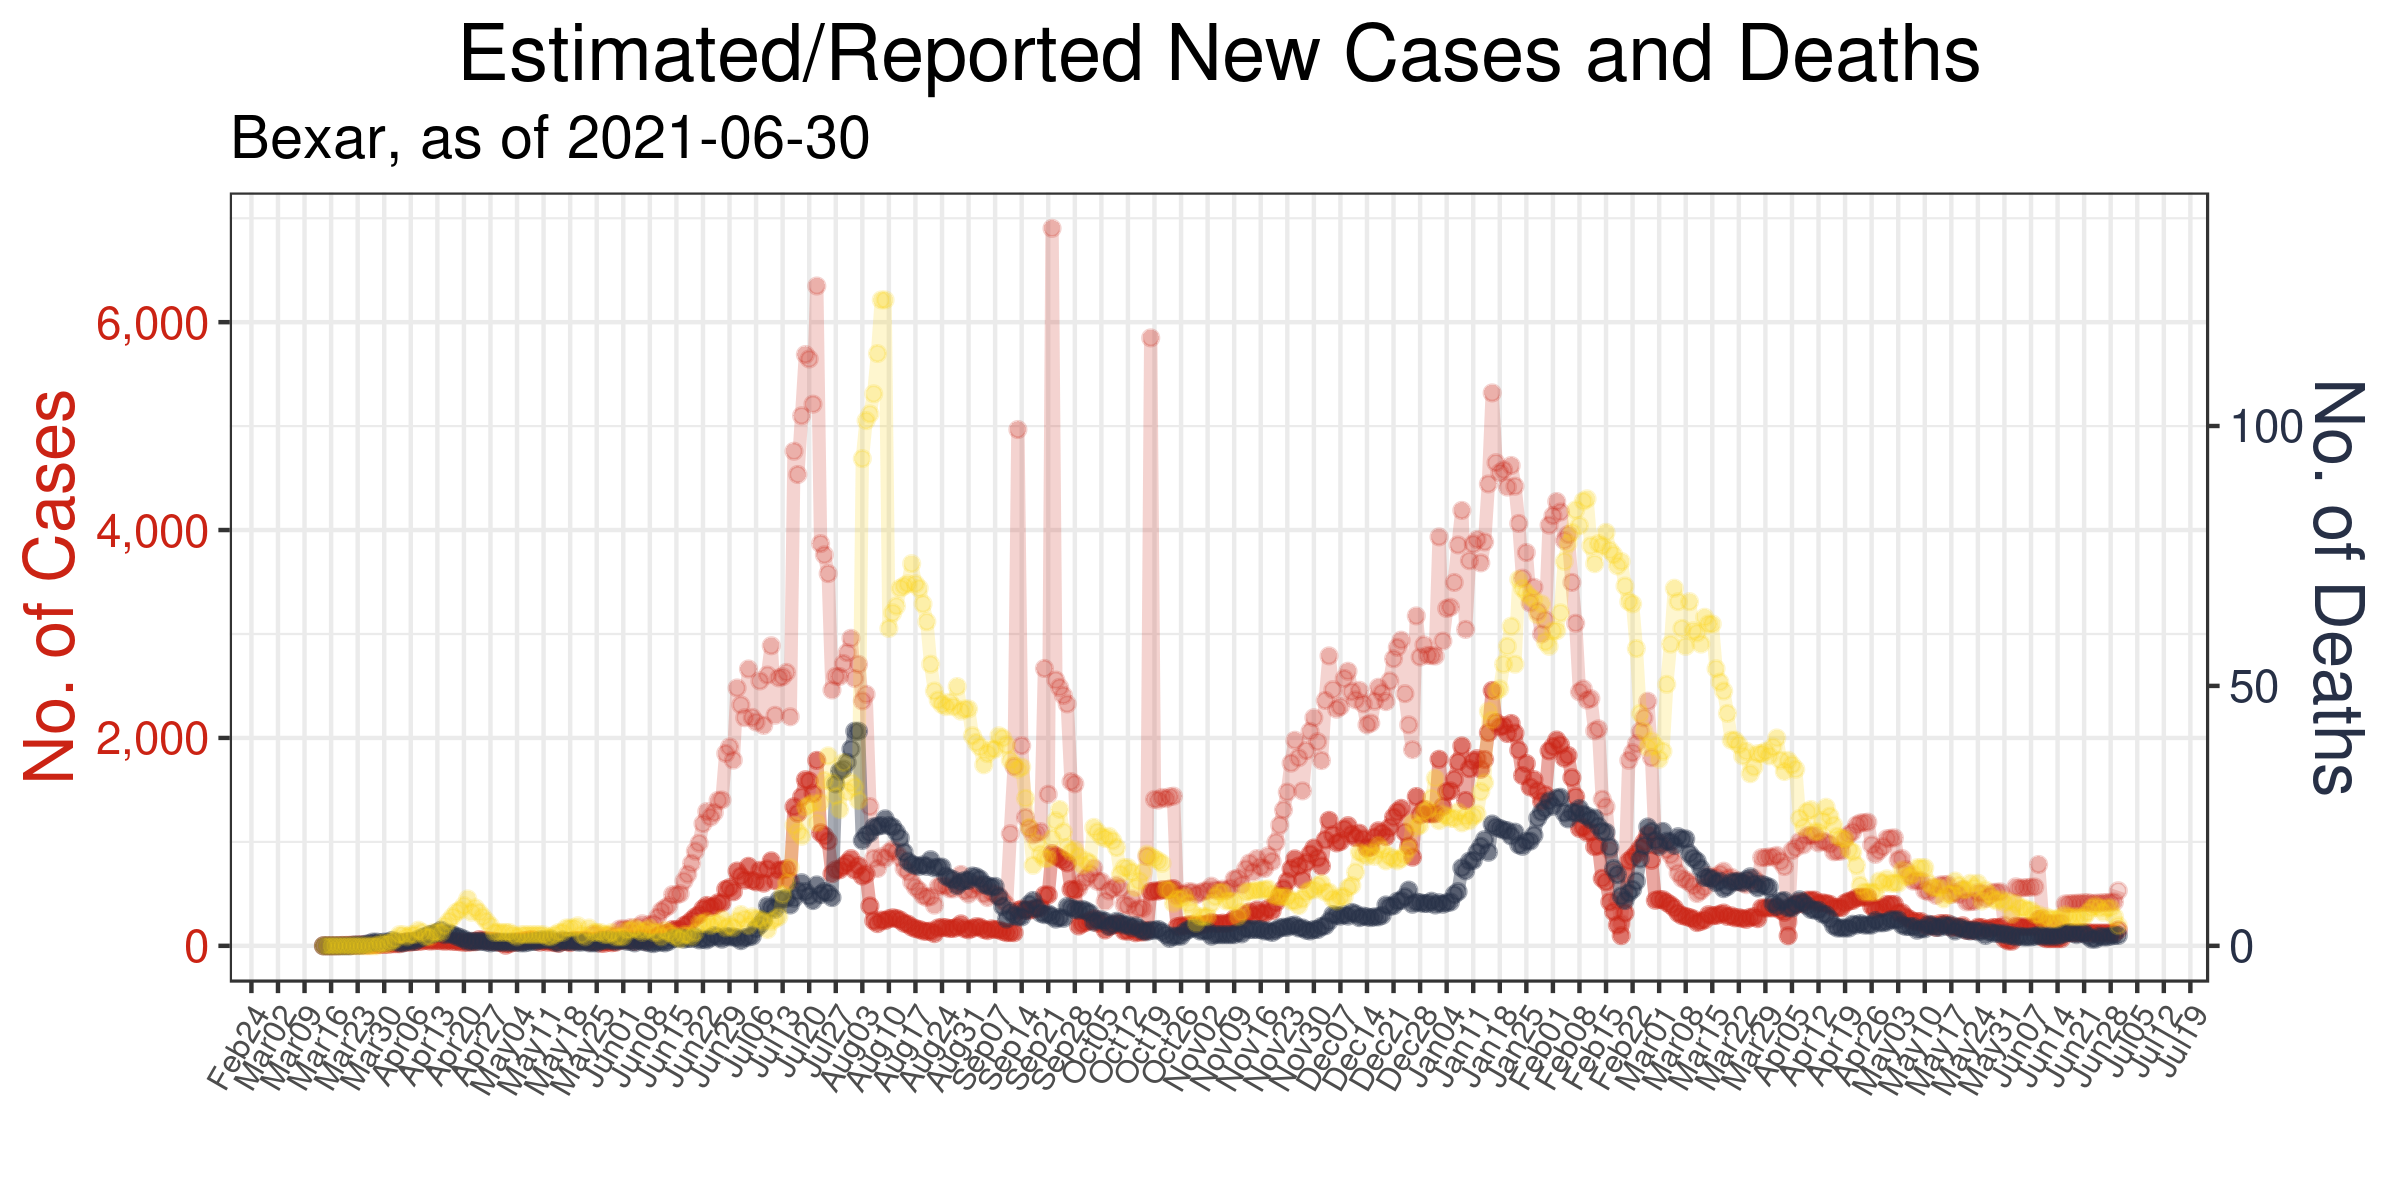 Estimated/Reported New Cases and Deaths
Bexar, as of 2021-06-30
No. of Cases
6,000
4,000
2,000
0
No. of Deaths
100
50
0
Feb24
Mar02
Mar09
Mar16
Mar23
Mar30
Apr06
Apr13
Apr20
Apr27
May04
May11
May18
May25
Jun01
Jun08
Jun15
Jun22
Jun29
Jul06
Jul13
Jul20
Jul27
Aug03
Aug10
Aug17
Aug24
Aug31
Sep07
Sep14
Sep21
Sep28
Oct05
Oct12
Oct19
Oct26
Nov02
Nov09
Nov16
Nov23
Nov30
Dec07
Dec14
Dec21
Dec28
Jan04
Jan11
Jan18
Jan25
Feb01
Feb08
Feb15
Feb22
Mar01
Mar08
Mar15
Mar22
Mar29
Apr05
Apr12
Apr19
Apr26
May03
May10
May17
May24
May31
Jun07
Jun14
Jun21
Jun28
Jul05
Jul12
Jul19